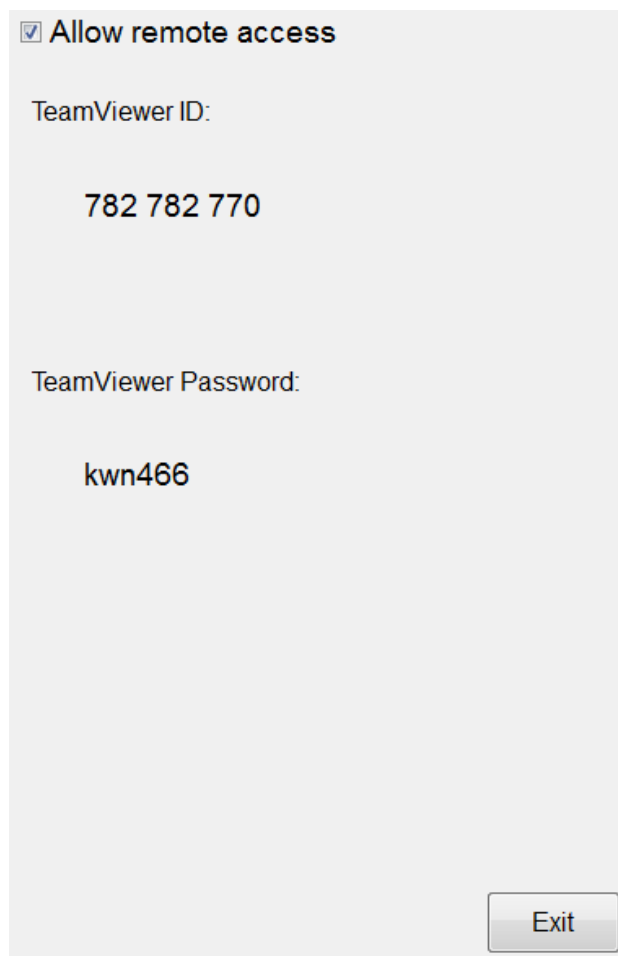 Allow remote access
TeamViewer ID:
782 782 770
TeamViewer Password:
kwn466
Exit